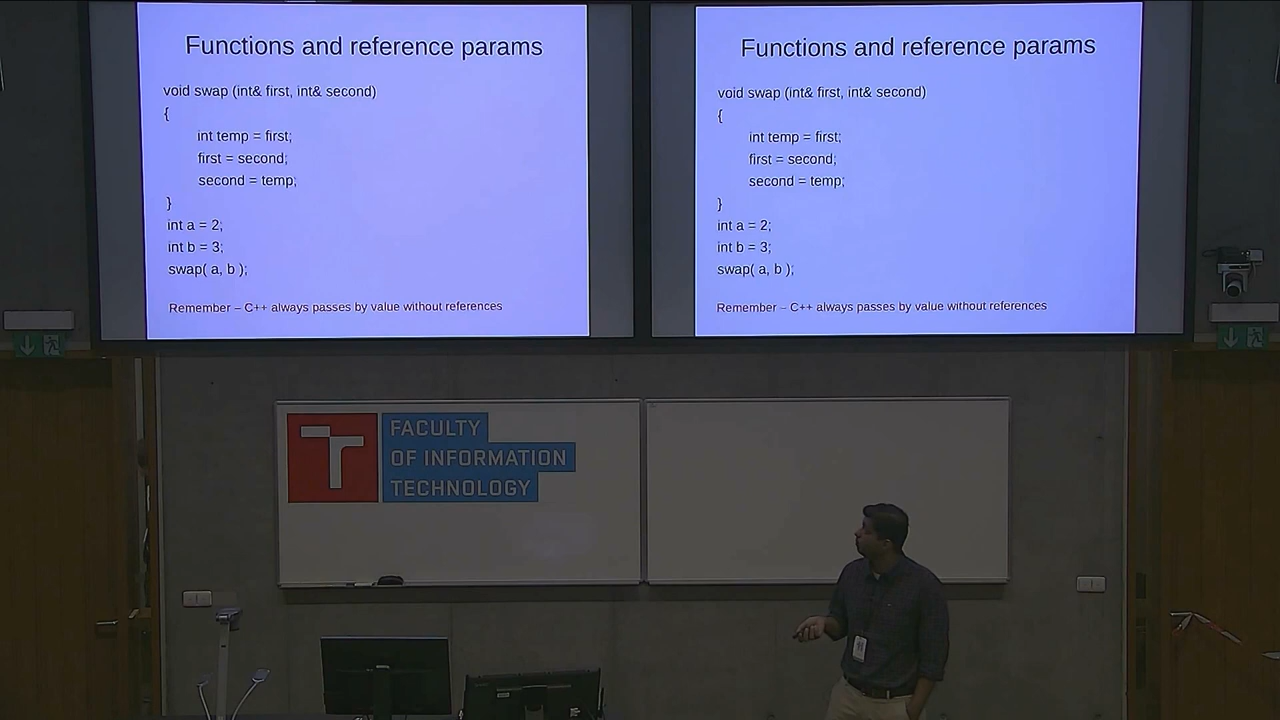 Functions and reference params
void swap (int& first, int& second)
{
int temp = first;
first = second;
second = temp;
}
int a = 2;
int b = 3;
swap( a, b );
Remember – C++ always passes by value without references
Functions and reference params
void swap (int& first, int& second)
{
int temp = first;
first = second;
second = temp;
}
int a = 2;
int b = 3;
swap( a, b );
Remember – C++ always passes by value without references
FACULTY
OF INFORMATION
TECHNOLOGY